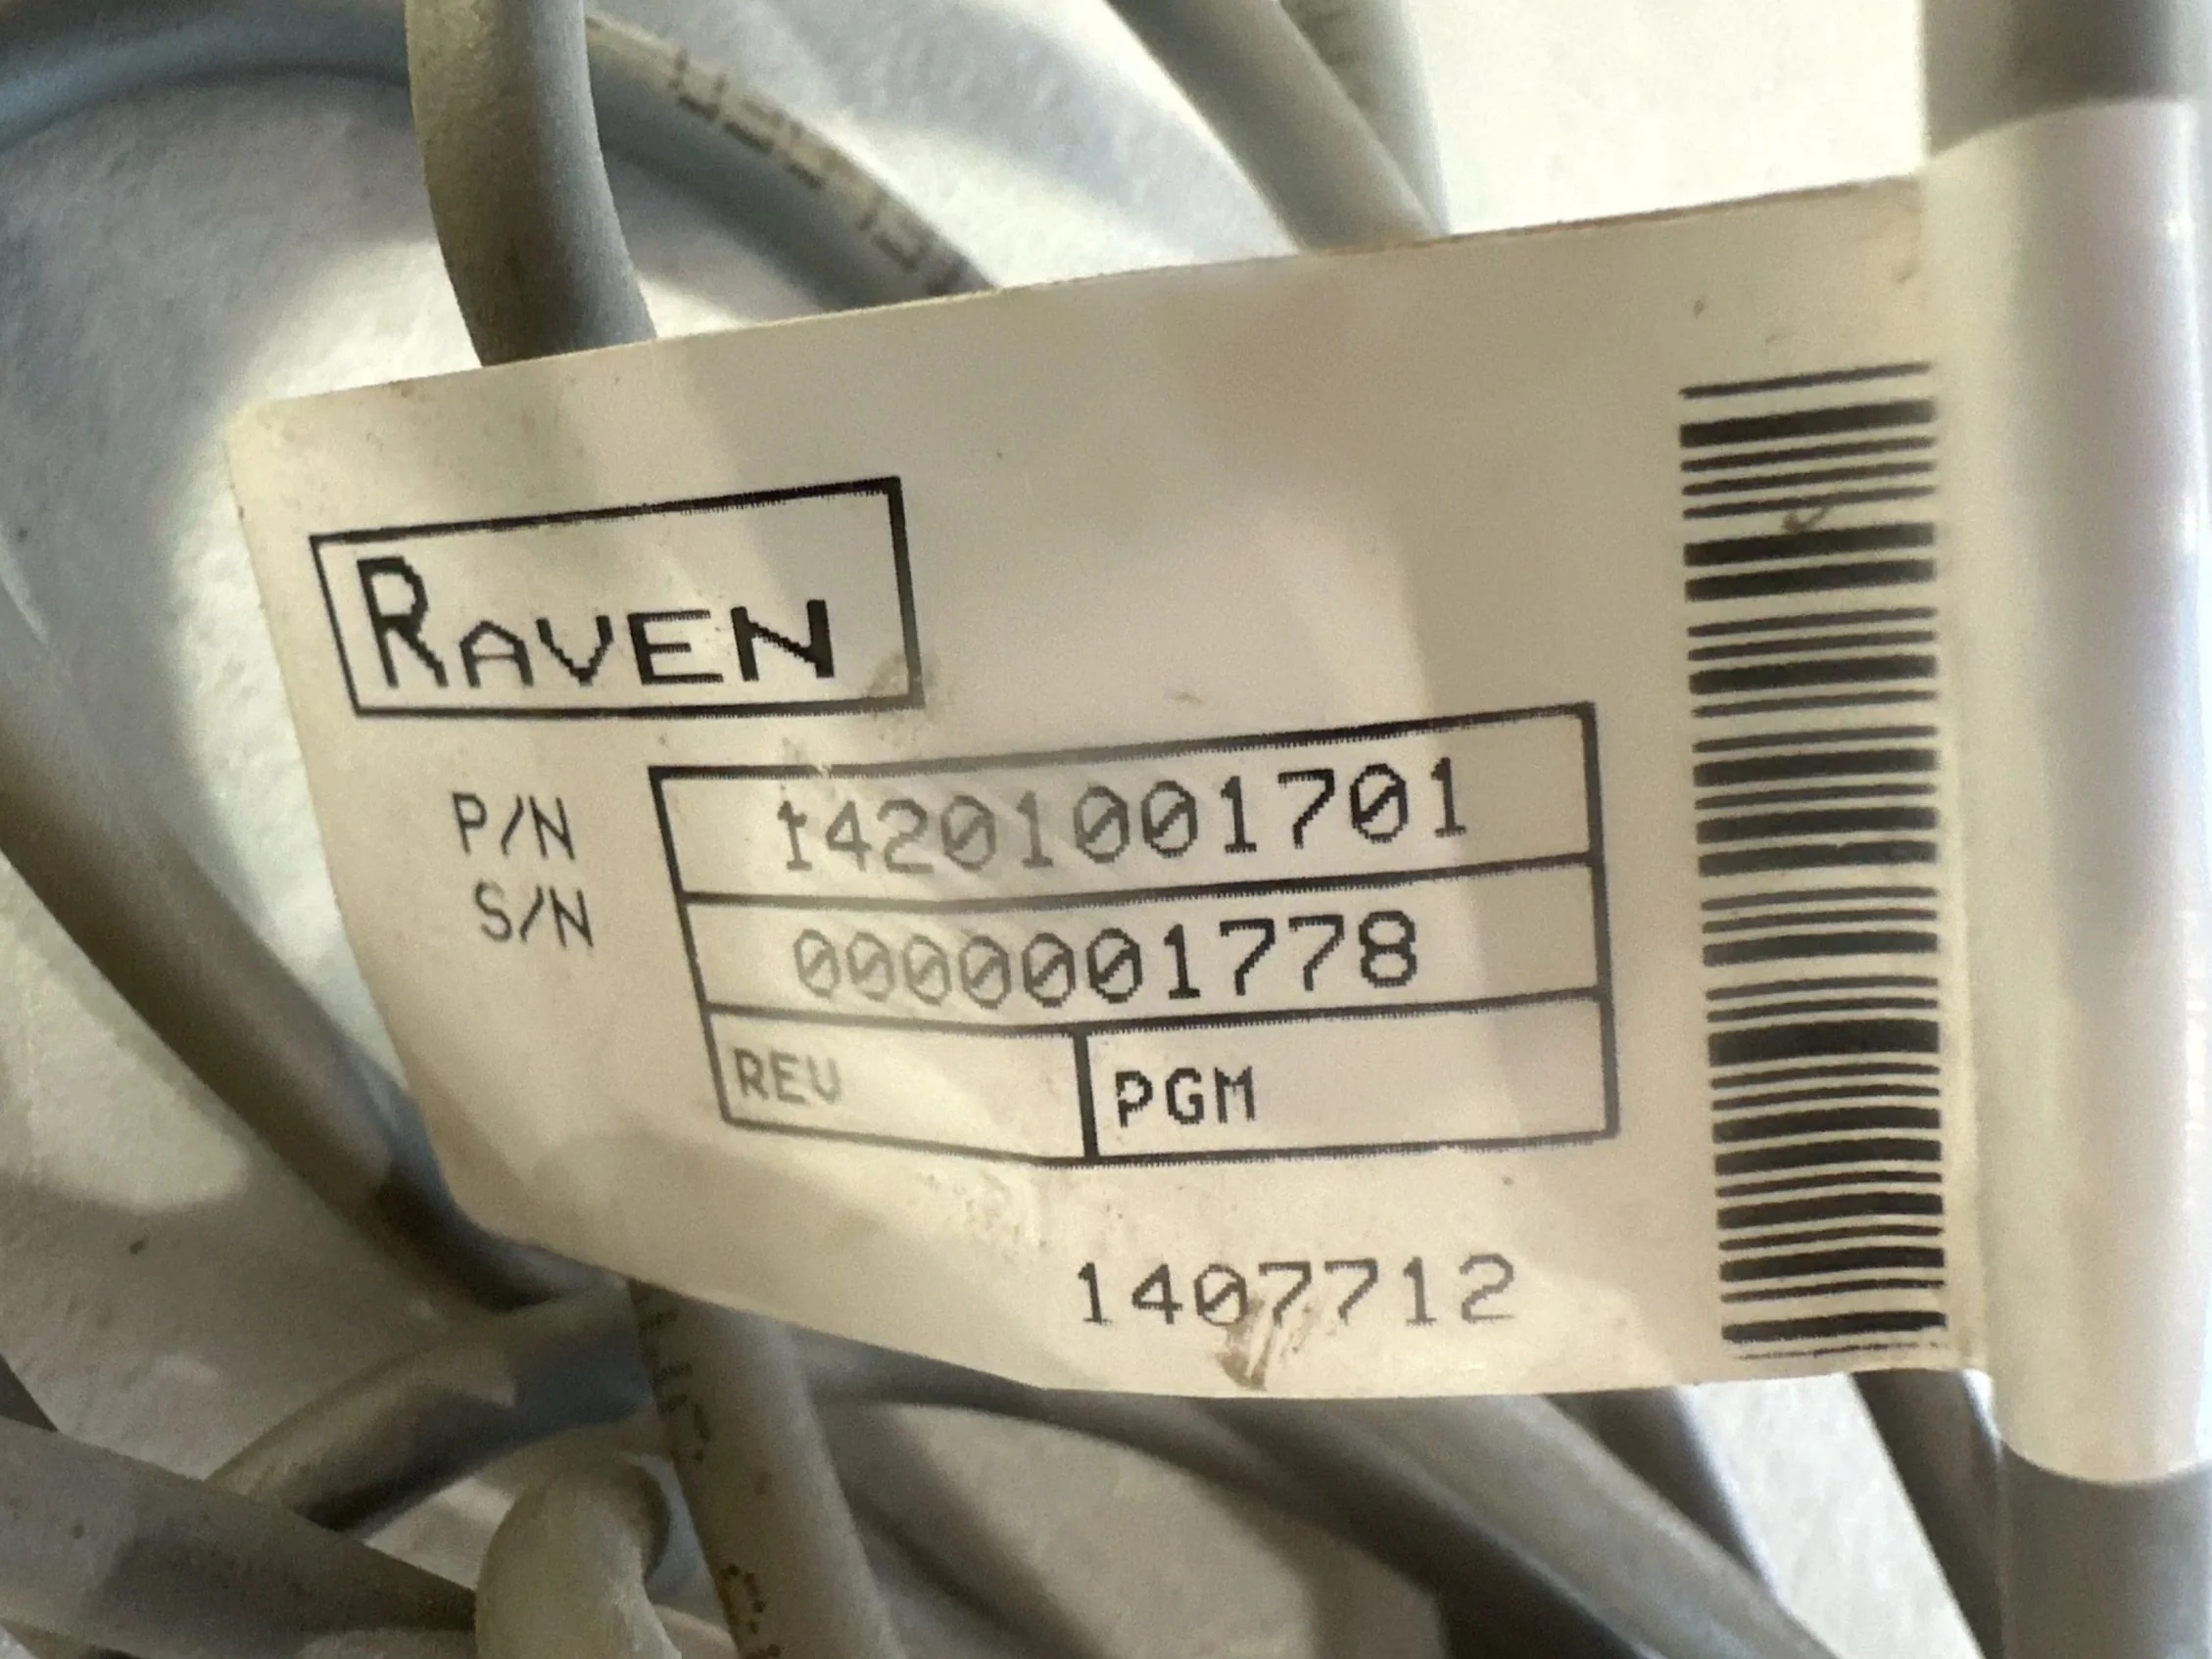 RAVEN
P/N 14201001701
S/N 0000001778
REV PGM
1407712